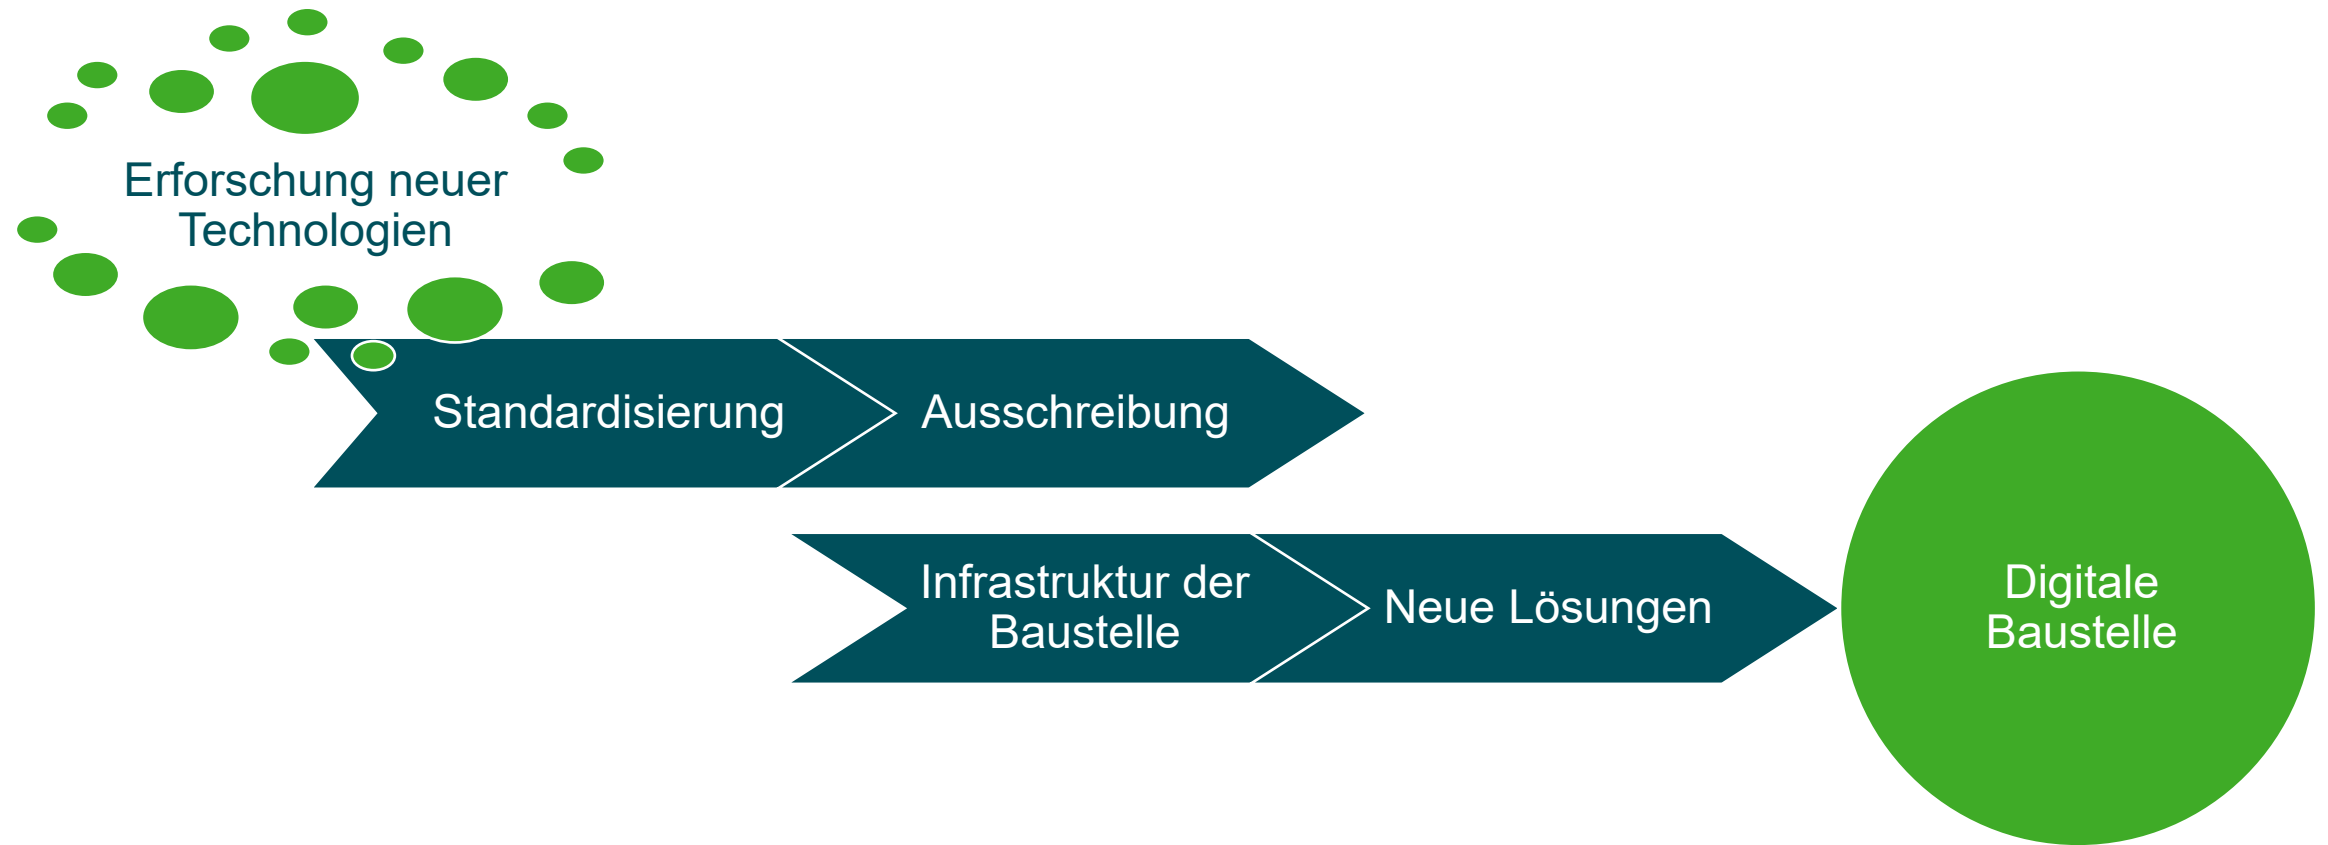 Erforschung neuer
Technologien
Standardisierung
Ausschreibung
Infrastruktur der
Baustelle
Neue Lösungen
Digitale
Baustelle